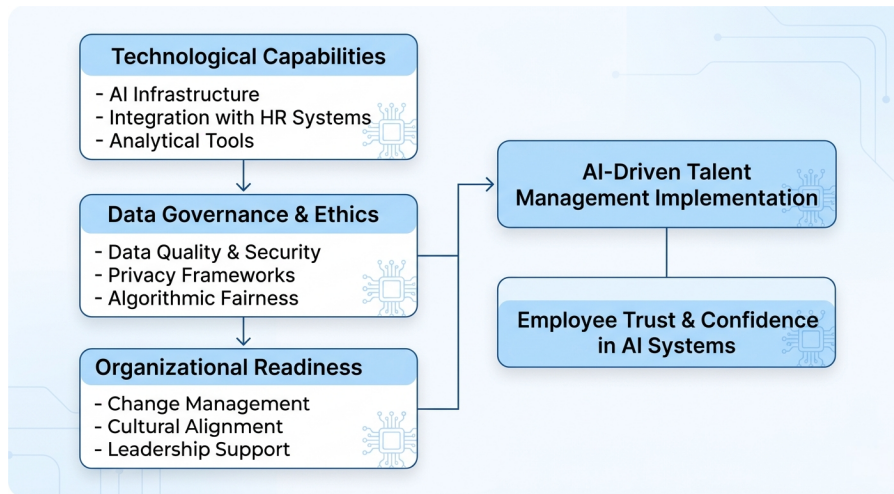 Technological Capabilities
- AI Infrastructure
- Integration with HR Systems
- Analytical Tools
Data Governance & Ethics
- Data Quality & Security
- Privacy Frameworks
- Algorithmic Fairness
Organizational Readiness
- Change Management
- Cultural Alignment
- Leadership Support
AI-Driven Talent
Management Implementation
Employee Trust & Confidence
in AI Systems